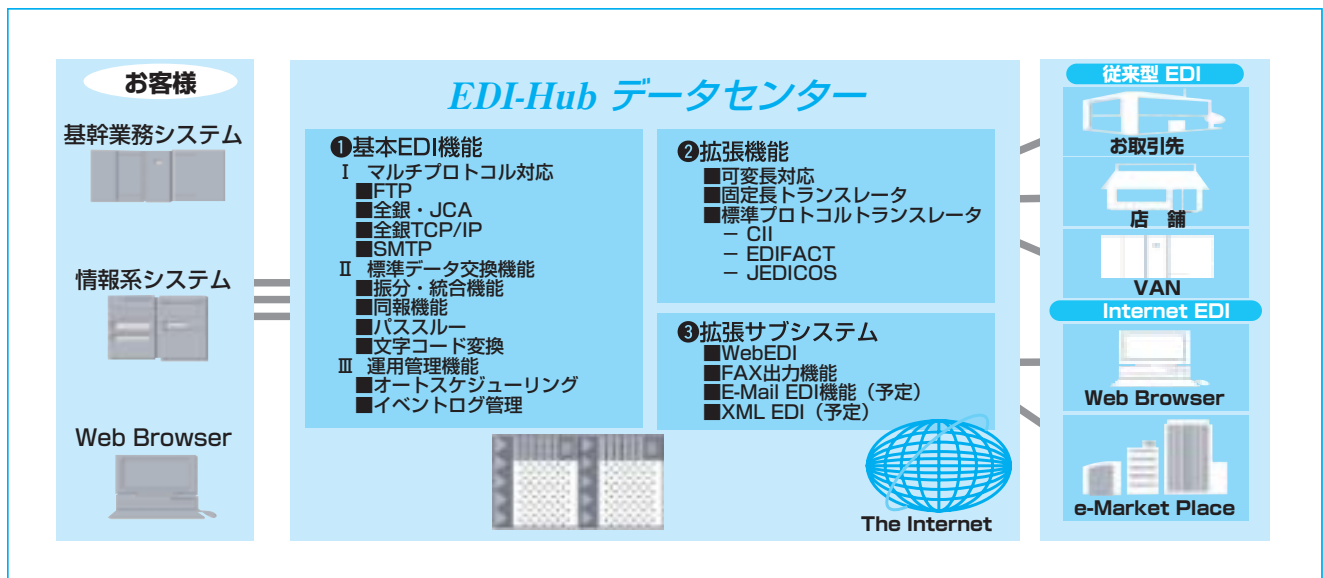 お客様
基幹業務システム
情報系システム
Web Browser
EDI-Hub データセンター
❶基本EDI機能
Ⅰ マルチプロトコル対応
■FTP
■全銀・JCA
■全銀TCP/IP
■SMTP
Ⅱ 標準データ交換機能
■振分・統合機能
■同報機能
■パススルー
■文字コード変換
Ⅲ 運用管理機能
■オートスケジューリング
■イベントログ管理
❷拡張機能
■可変長対応
■固定長トランスレータ
■標準プロトコルトランスレータ
− CII
− EDIFACT
− JEDICOS
❸拡張サブシステム
■WebEDI
■FAX出力機能
■E-Mail EDI機能（予定）
■XML EDI（予定）
The Internet
従来型 EDI
お取引先
店 舗
VAN
Internet EDI
Web Browser
e-Market Place